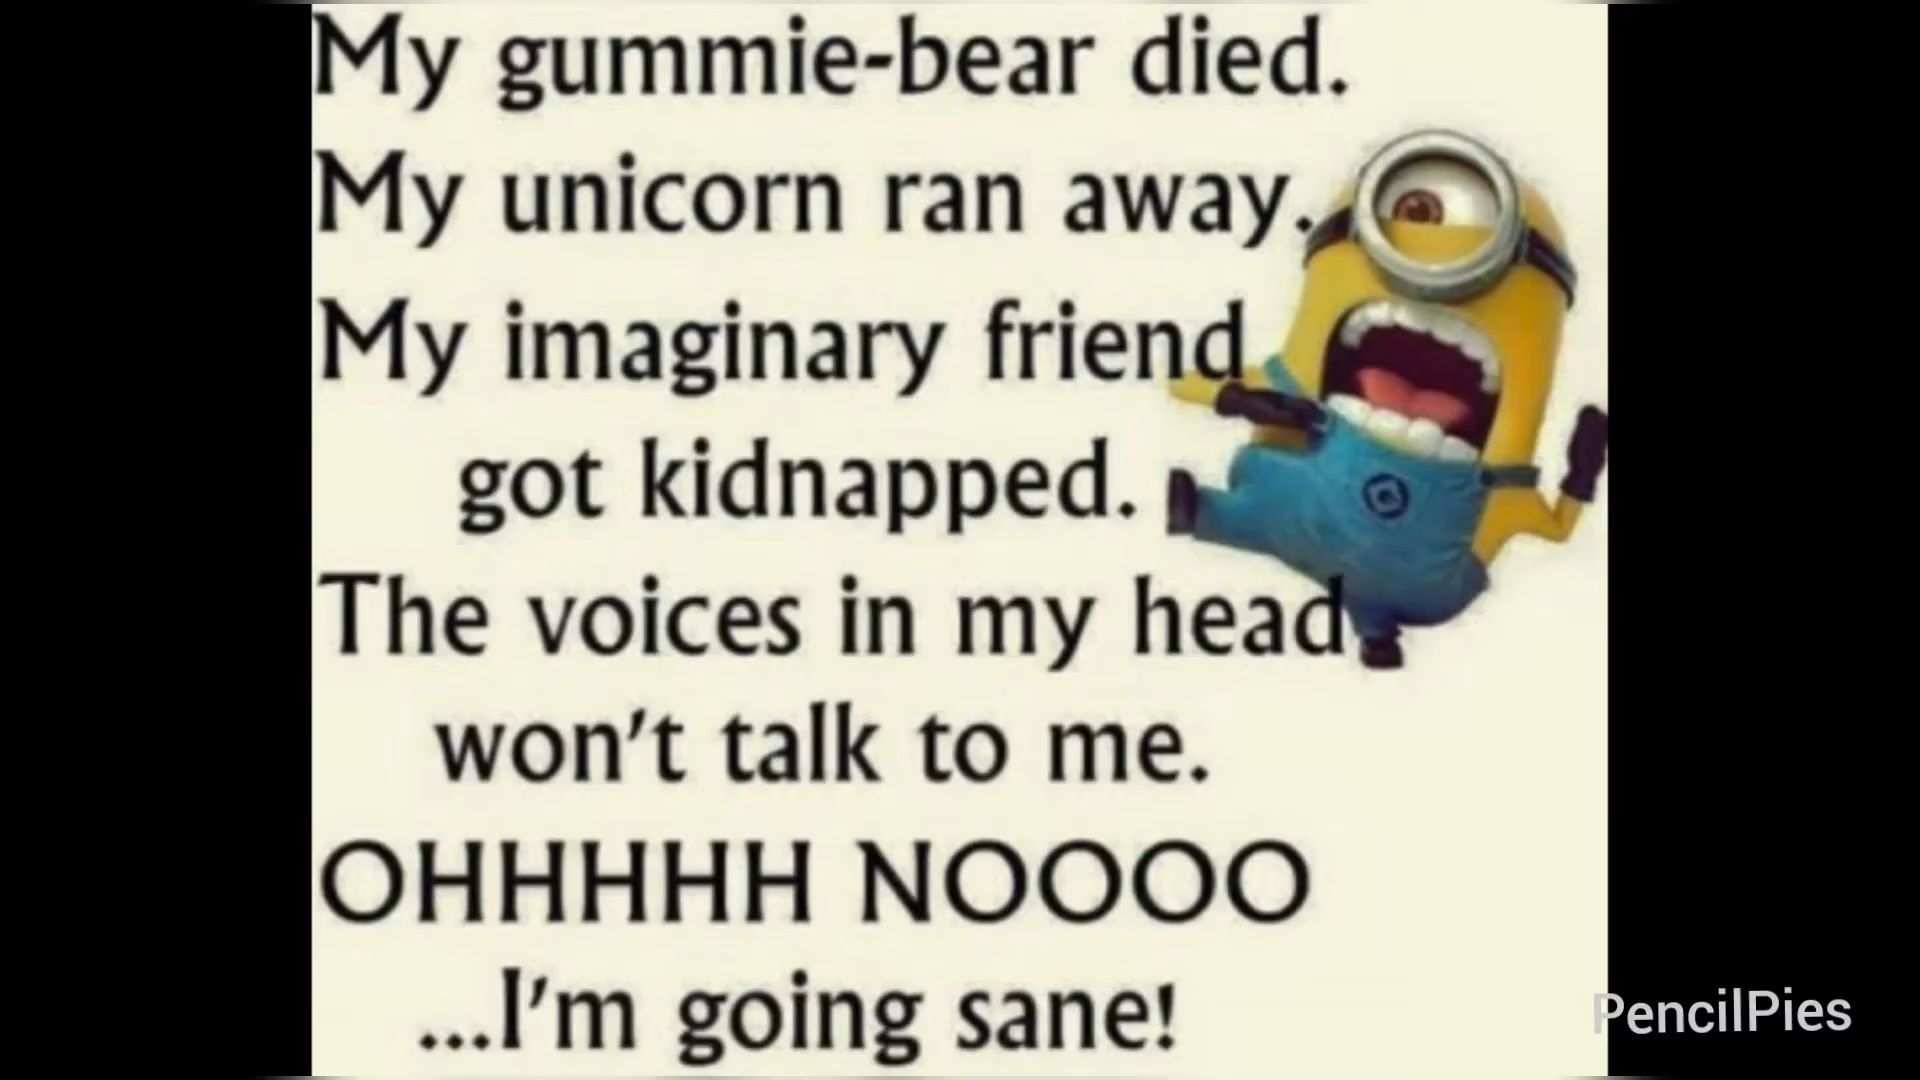 My gummie-bear died.
My unicorn ran away.
My imaginary friend
got kidnapped.
The voices in my head
won't talk to me.
OHHHHH NOOOO
...I'm going sane!
PencilPies